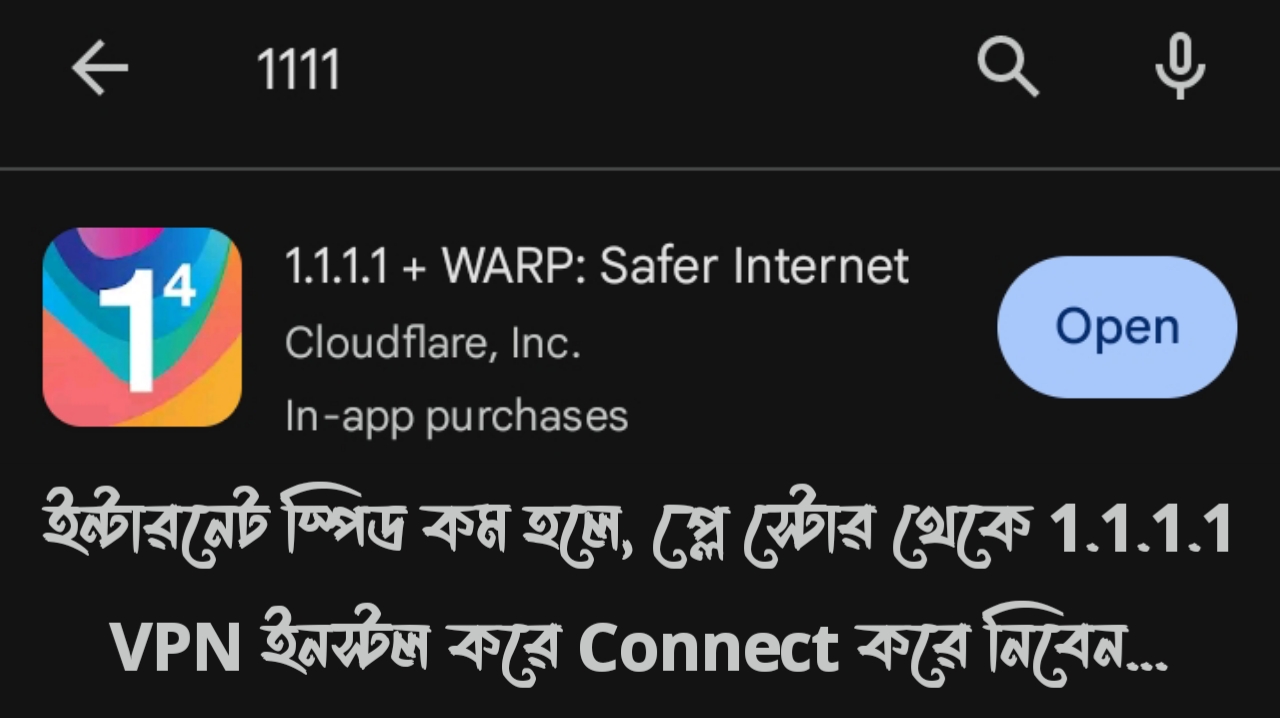 1111
1⁴
1.1.1.1 + WARP: Safer Internet
Open
Cloudflare, Inc.
In-app purchases
ইন্টারনেট স্পিড কম হলে, প্লে স্টোর থেকে 1.1.1.1
VPN ইনস্টল করে Connect করে নিবেন...